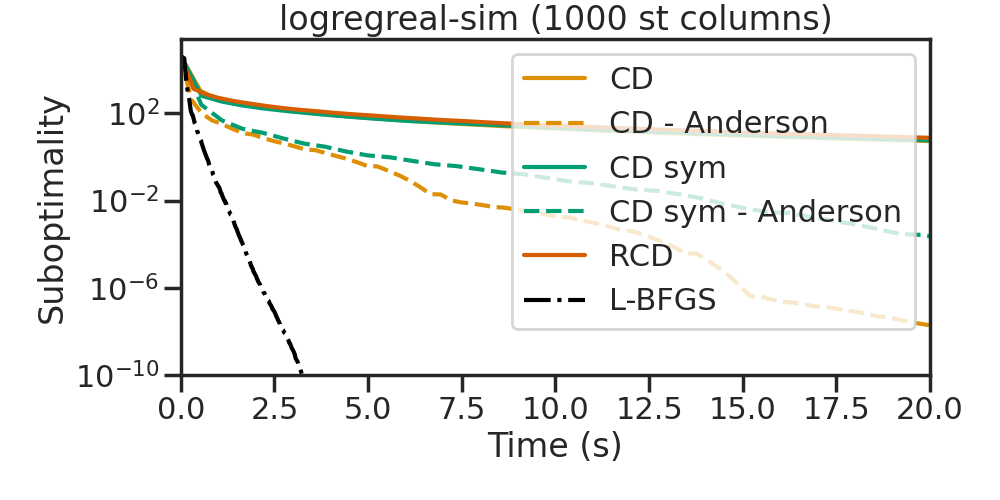 logregreal-sim (1000 st columns)
Suboptimality
10²
10⁻²
10⁻⁶
10⁻¹⁰
CD
CD - Anderson
CD sym
CD sym - Anderson
RCD
L-BFGS
0.0 2.5 5.0 7.5 10.0 12.5 15.0 17.5 20.0
Time (s)